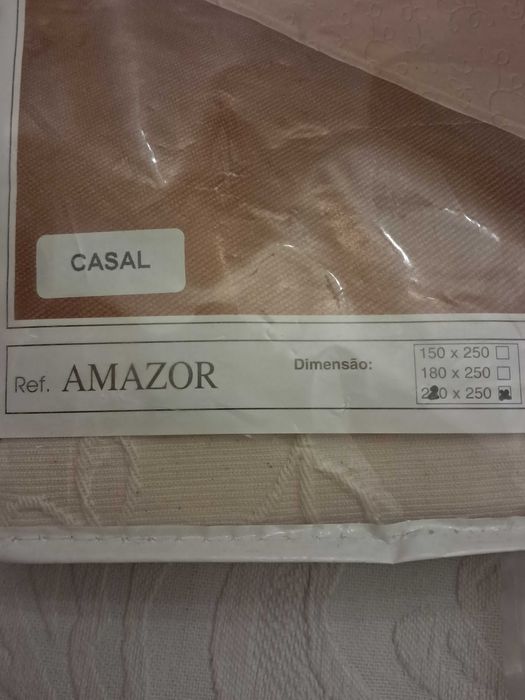 CASAL
Ref. AMAZOR
Dimensão:
150 x 250
180 x 250
x 250